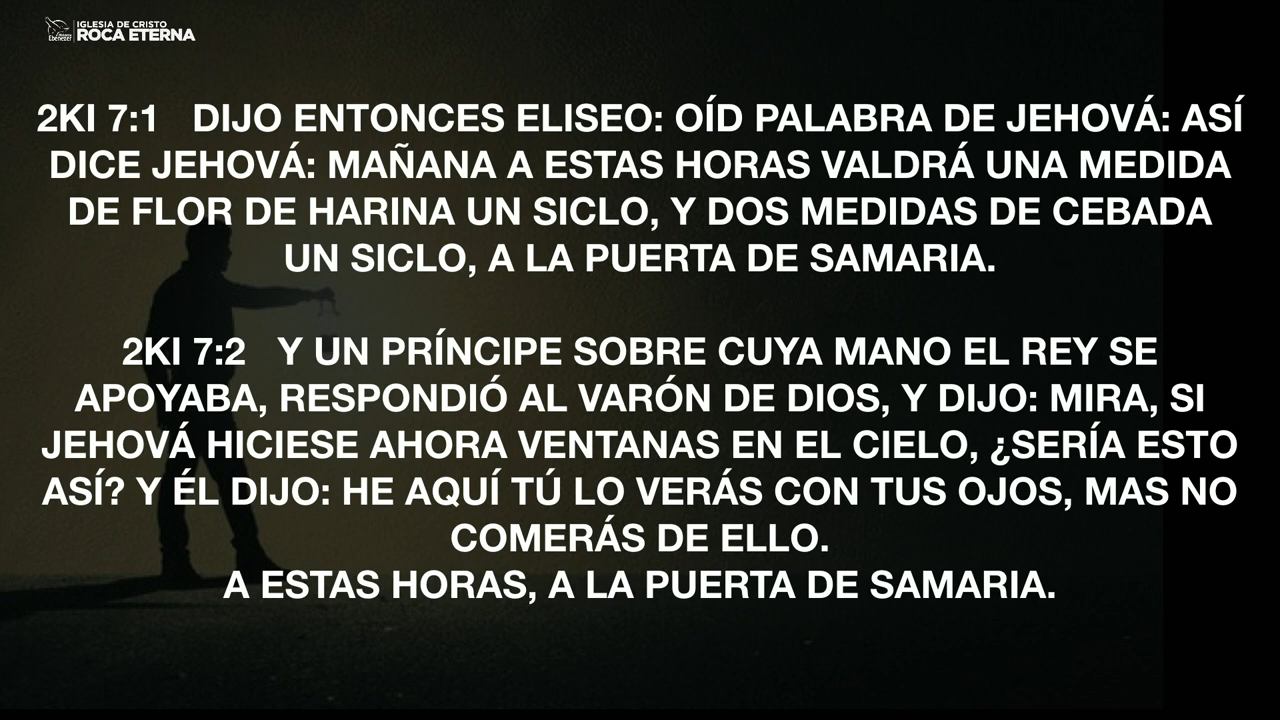 IGLESIA DE CRISTO
ROCA ETERNA
Ebenezer
2KI 7:1 DIJO ENTONCES ELISEO: OÍD PALABRA DE JEHOVÁ: ASÍ
DICE JEHOVÁ: MAÑANA A ESTAS HORAS VALDRÁ UNA MEDIDA
DE FLOR DE HARINA UN SICLO, Y DOS MEDIDAS DE CEBADA
UN SICLO, A LA PUERTA DE SAMARIA.
2KI 7:2 Y UN PRÍNCIPE SOBRE CUYA MANO EL REY SE
APOYABA, RESPONDIÓ AL VARÓN DE DIOS, Y DIJO: MIRA, SI
JEHOVÁ HICIESE AHORA VENTANAS EN EL CIELO, ¿SERÍA ESTO
ASÍ? Y ÉL DIJO: HE AQUÍ TÚ LO VERÁS CON TUS OJOS, MAS NO
COMERÁS DE ELLO.
A ESTAS HORAS, A LA PUERTA DE SAMARIA.